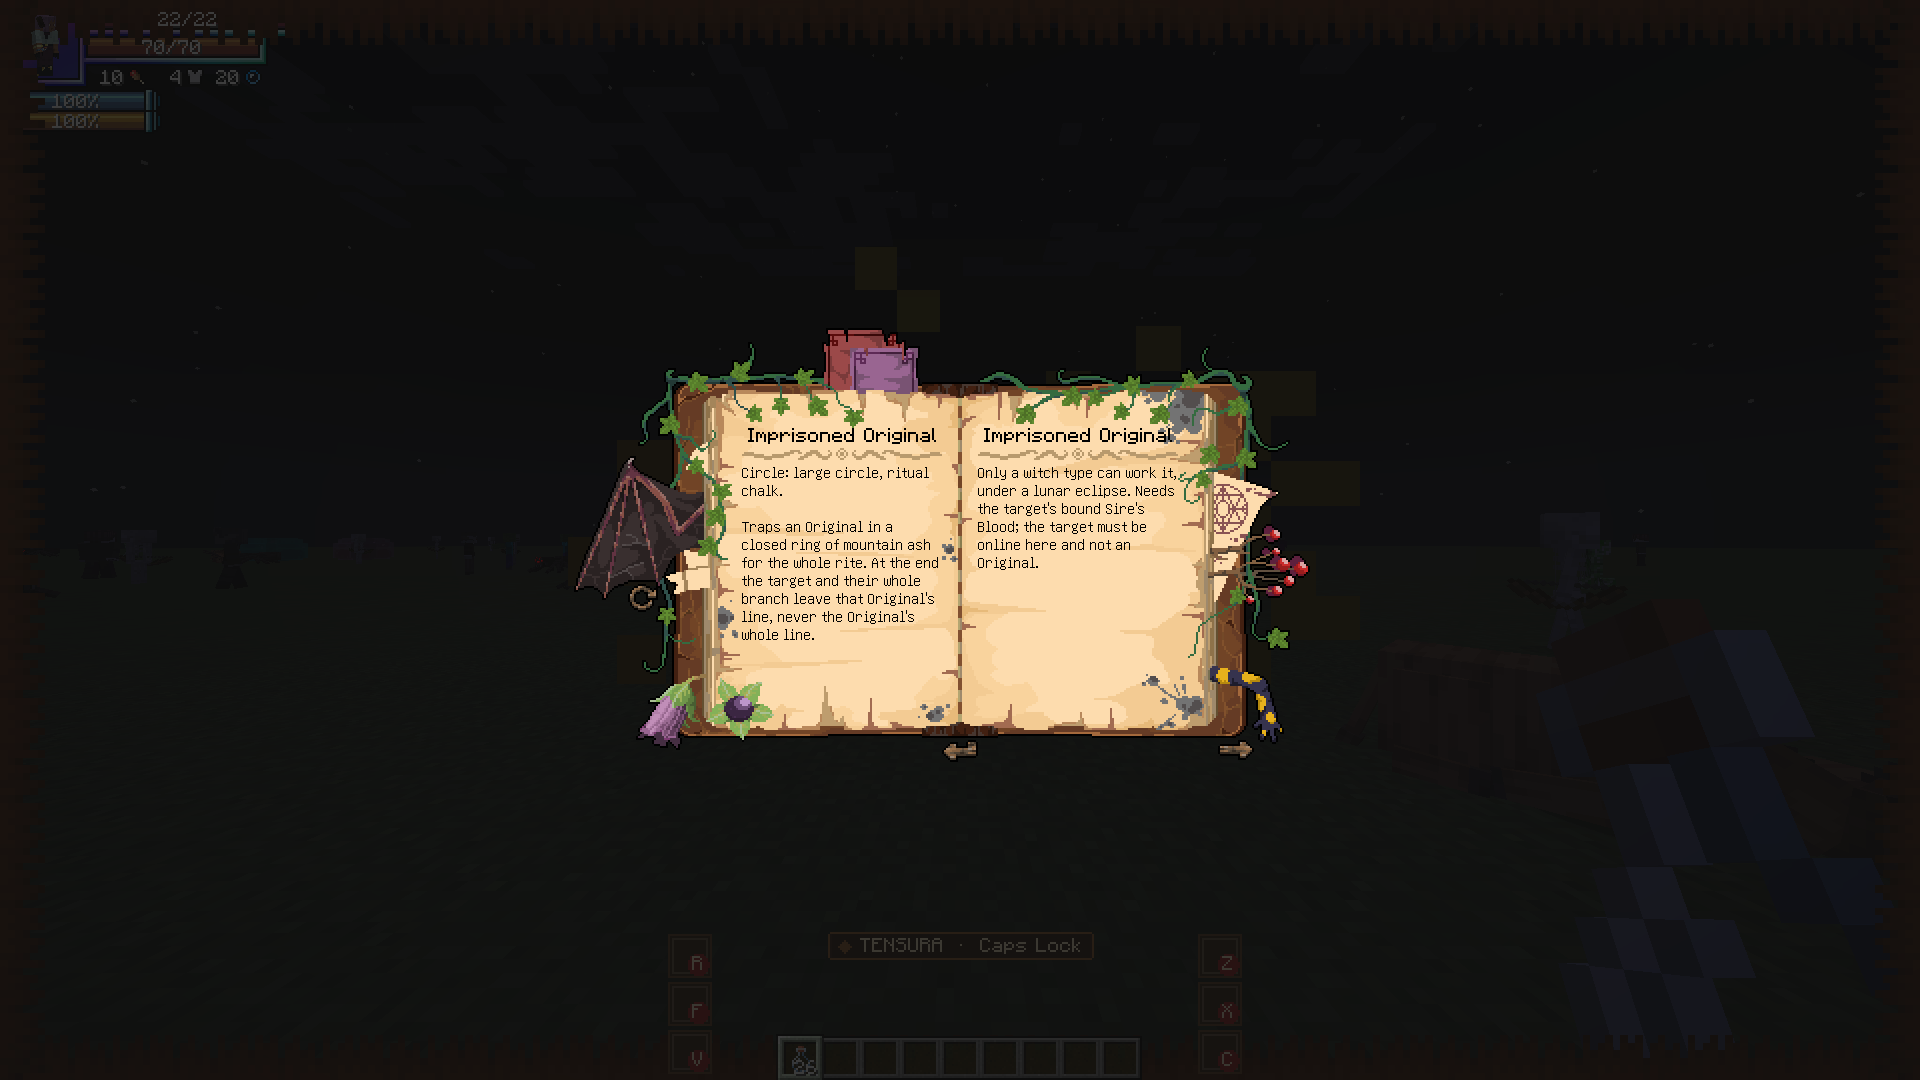 22/22
70/70
10 4 20
100%
100%
Imprisoned Original
Circle: large circle, ritual
chalk.
Traps an Original in a
closed ring of mountain ash
for the whole rite. At the end
the target and their whole
branch leave that Original's
line, never the Original's
whole line.
Imprisoned Original
Only a witch type can work it,
under a lunar eclipse. Needs
the target's bound Sire's
Blood; the target must be
online here and not an
Original.
TENSURA · Caps Lock
R
F
V
Z
X
C
26